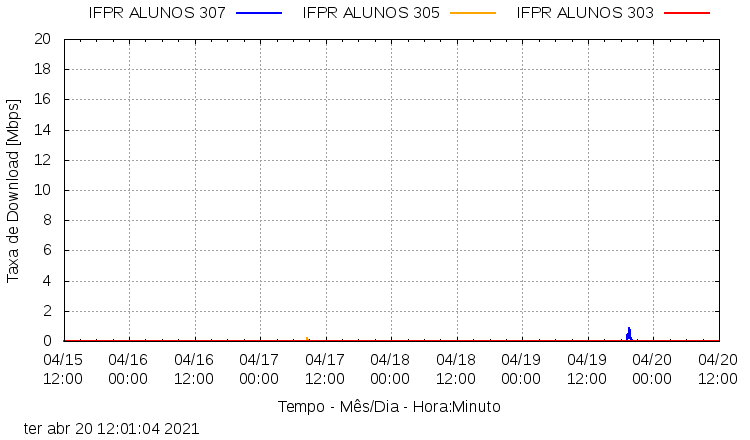 IFPR ALUNOS 307 IFPR ALUNOS 305 IFPR ALUNOS 303
Taxa de Download [Mbps]
20
18
16
14
12
10
8
6
4
2
0
04/15 04/16 04/16 04/17 04/17 04/18 04/18 04/19 04/19 04/20 04/20
12:00 00:00 12:00 00:00 12:00 00:00 12:00 00:00 12:00 00:00 12:00
Tempo - Mês/Dia - Hora:Minuto
ter abr 20 12:01:04 2021